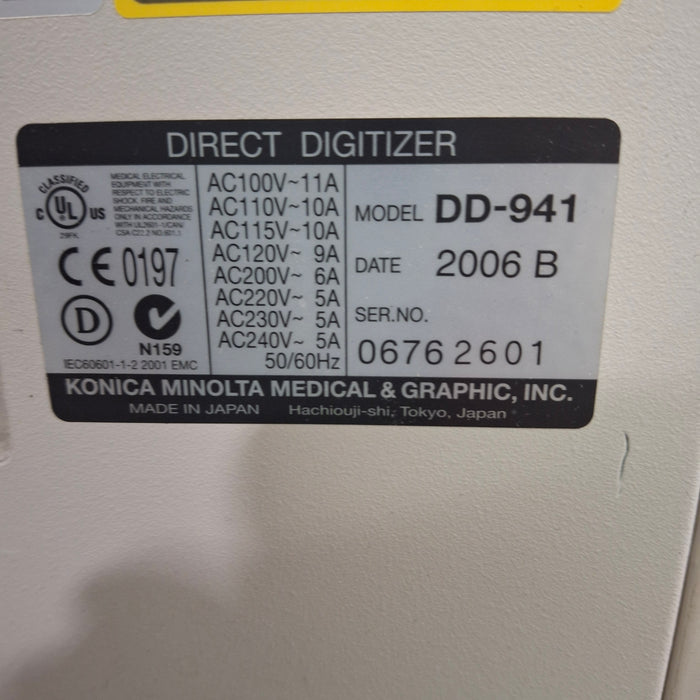 DIRECT DIGITIZER
CLASSIFIED
C UL US
29FK
MEDICAL ELECTRICAL
EQUIPMENT WITH
RESPECT TO ELECTRIC
SHOCK, FIRE AND
MECHANICAL HAZARDS
ONLY IN ACCORDANCE
WITH UL2601-1/CAN/
CSA C22.2 NO.601.1
CE 0197
D
N159
IEC60601-1-2 2001 EMC
AC100V~11A
AC110V~10A
AC115V~10A
AC120V~ 9A
AC200V~ 6A
AC220V~ 5A
AC230V~ 5A
AC240V~ 5A
50/60Hz
MODEL DD-941
DATE 2006 B
SER.NO.
06762601
KONICA MINOLTA MEDICAL & GRAPHIC, INC.
MADE IN JAPAN Hachiouji-shi, Tokyo, Japan